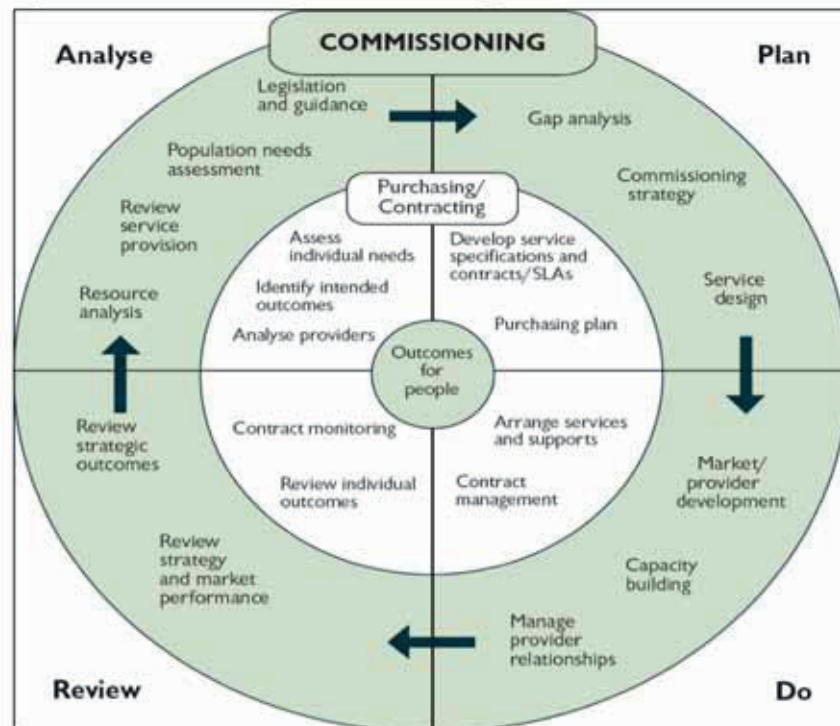 COMMISSIONING
Analyse
Plan
Legislation
and guidance
Population needs
assessment
Review
service
provision
Resource
analysis
Gap analysis
Commissioning
strategy
Service
design
Purchasing/
Contracting
Assess
individual needs
Identify intended
outcomes
Analyse providers
Develop service
specifications and
contracts/SLAs
Purchasing plan
Outcomes
for
people
Contract monitoring
Review individual
outcomes
Arrange services
and supports
Contract
management
Review
strategic
outcomes
Review
strategy
and market
performance
Market/
provider
development
Capacity
building
Manage
provider
relationships
Review
Do